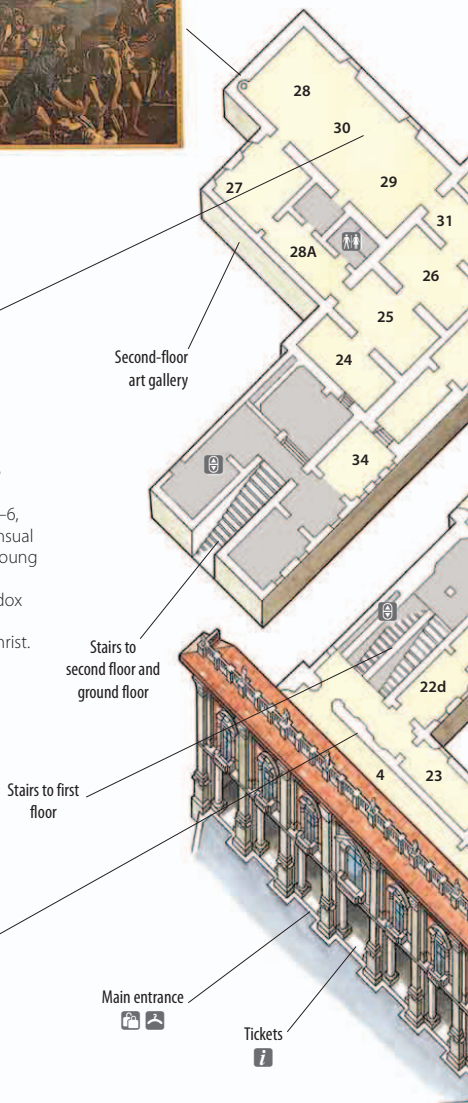 28
30
29
27
31
28A
26
25
Second-floor
art gallery
24
34
–6,
nsual
oung
dox
hrist.
Stairs to
second floor and
ground floor
22d
Stairs to first
floor
4
23
Main entrance
Tickets
i